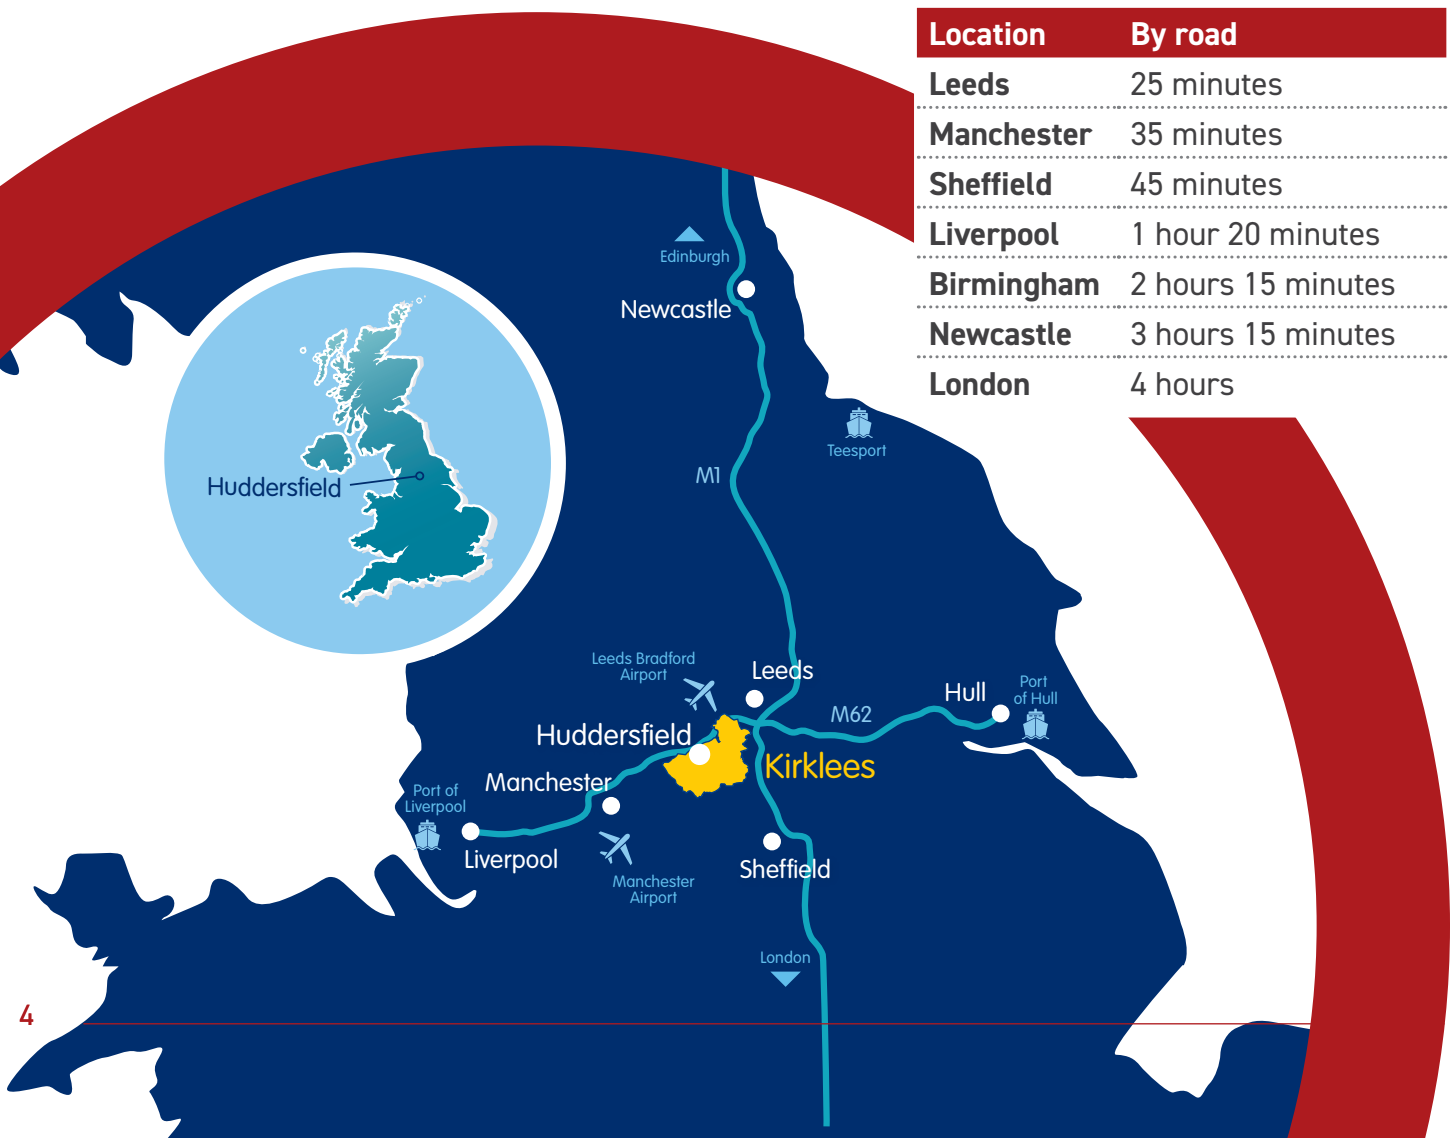 Location By road
Leeds 25 minutes
Manchester 35 minutes
Sheffield 45 minutes
Liverpool 1 hour 20 minutes
Birmingham 2 hours 15 minutes
Newcastle 3 hours 15 minutes
London 4 hours
Edinburgh
Newcastle
Teesport
M1
Huddersfield
Leeds Bradford
Airport
Leeds
Hull
Port
of Hull
M62
Huddersfield
Kirklees
Manchester
Port of
Liverpool
Liverpool
Sheffield
Manchester
Airport
London
4